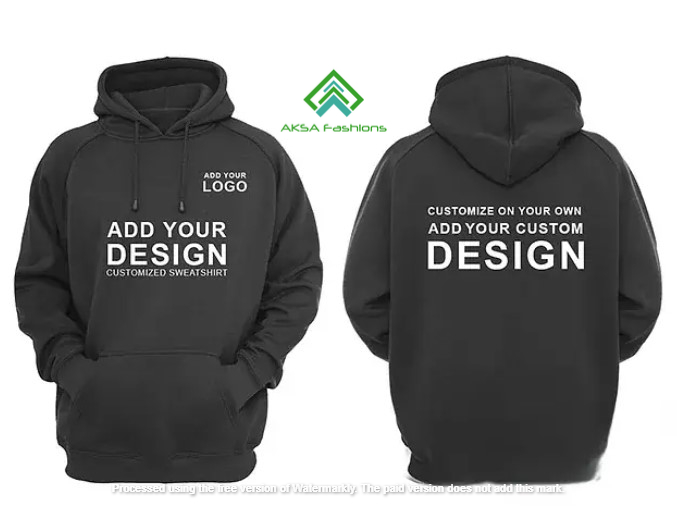 AKSA Fashions
ADD YOUR
LOGO
ADD YOUR
DESIGN
CUSTOMIZED SWEATSHIRT
CUSTOMIZE ON YOUR OWN
ADD YOUR CUSTOM
DESIGN
Processed using the free version of Watermarkly. The paid version does not add this mark.